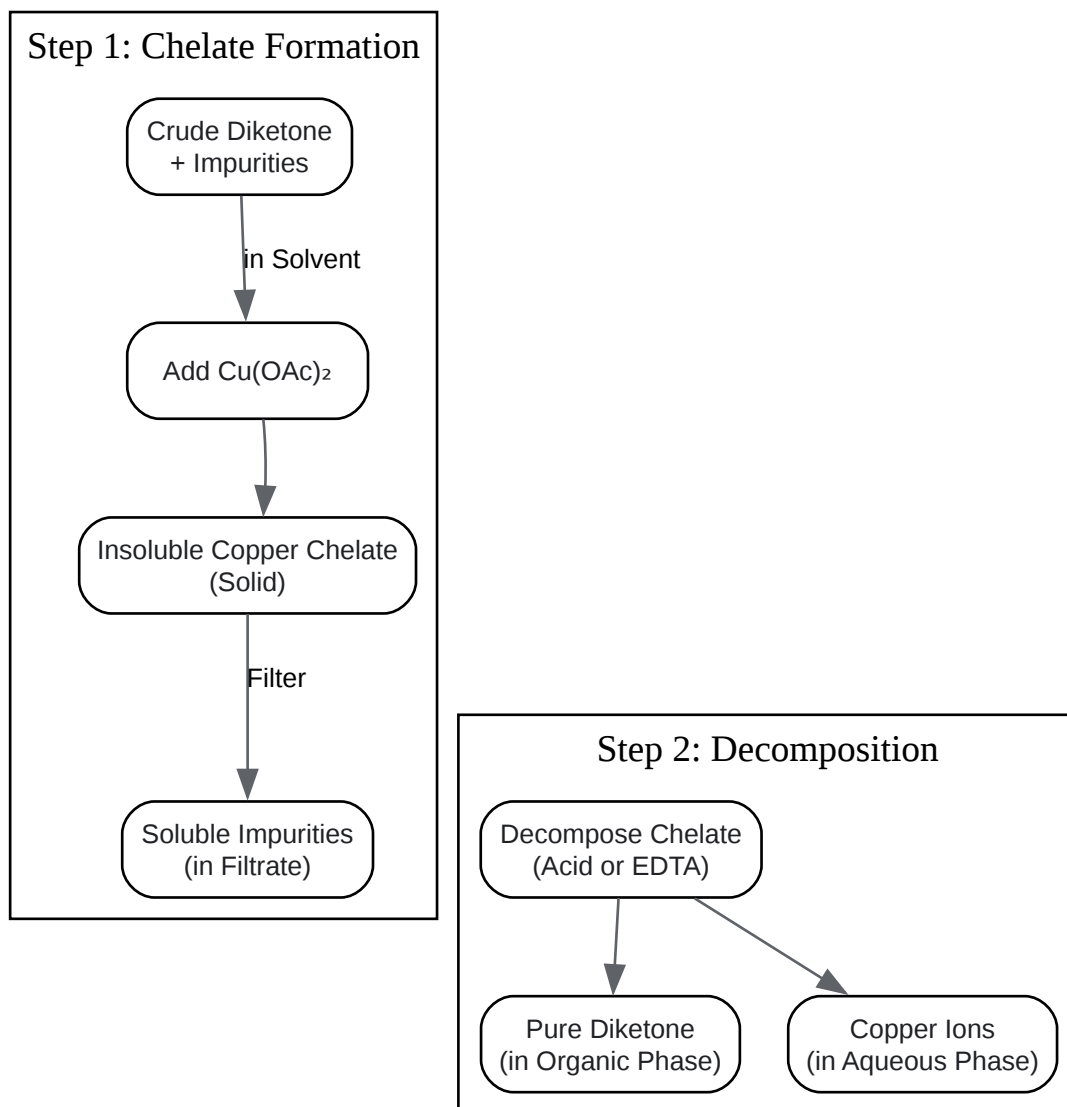 Step 1: Chelate Formation
Crude Diketone
+ Impurities
in Solvent
Add Cu(OAc)₂
Insoluble Copper Chelate
(Solid)
Filter
Soluble Impurities
(in Filtrate)
Step 2: Decomposition
Decompose Chelate
(Acid or EDTA)
Pure Diketone
(in Organic Phase)
Copper Ions
(in Aqueous Phase)